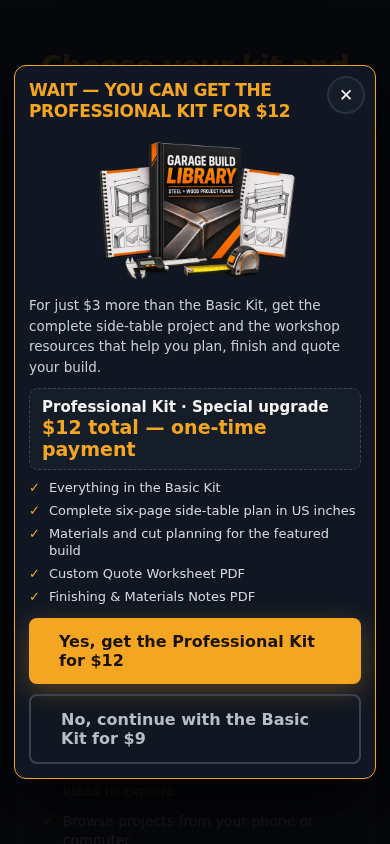 Choose your kit and
WAIT — YOU CAN GET THE
PROFESSIONAL KIT FOR $12
✕
GARAGE BUILD
LIBRARY
STEEL + WOOD PROJECT PLANS
For just $3 more than the Basic Kit, get the
complete side-table project and the workshop
resources that help you plan, finish and quote
your build.
Professional Kit · Special upgrade
$12 total — one-time
payment
✓ Everything in the Basic Kit
✓ Complete six-page side-table plan in US inches
✓ Materials and cut planning for the featured
build
✓ Custom Quote Worksheet PDF
✓ Finishing & Materials Notes PDF
Yes, get the Professional Kit
for $12
No, continue with the Basic
Kit for $9
ideas to explore
✓ Browse projects from your phone or
computer